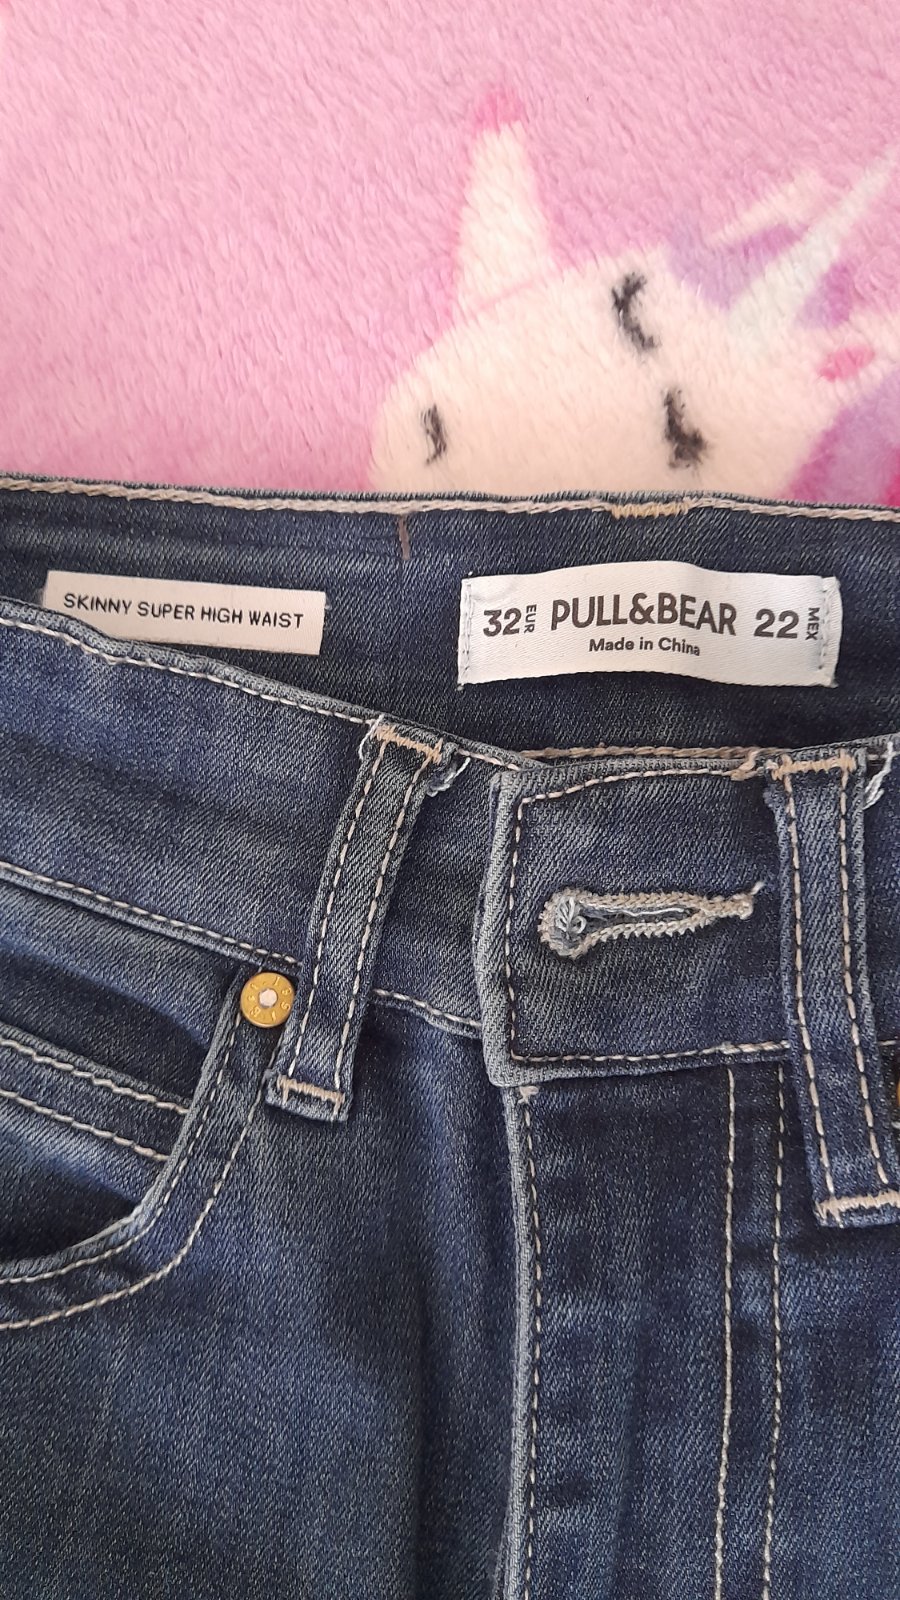 SKINNY SUPER HIGH WAIST
32 EUR PULL&BEAR 22 MEX
Made in China